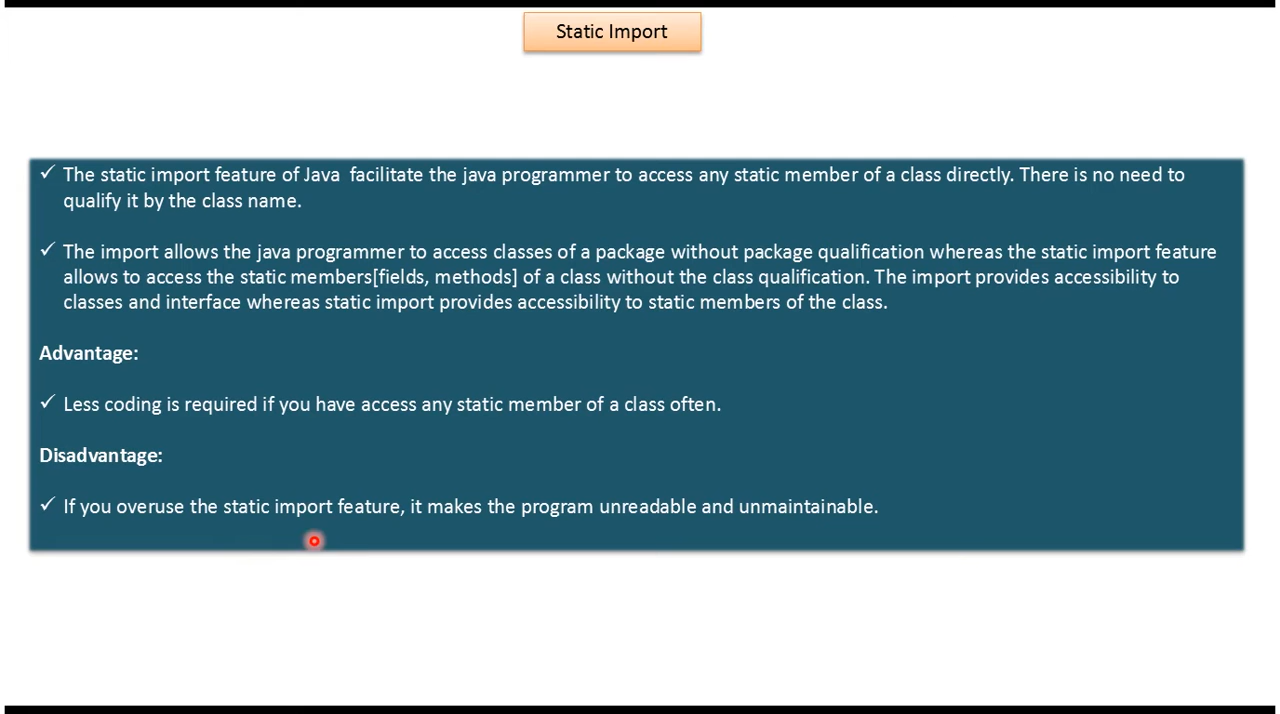 Static Import
✓ The static import feature of Java facilitate the java programmer to access any static member of a class directly. There is no need to
qualify it by the class name.
✓ The import allows the java programmer to access classes of a package without package qualification whereas the static import feature
allows to access the static members[fields, methods] of a class without the class qualification. The import provides accessibility to
classes and interface whereas static import provides accessibility to static members of the class.
Advantage:
✓ Less coding is required if you have access any static member of a class often.
Disadvantage:
✓ If you overuse the static import feature, it makes the program unreadable and unmaintainable.